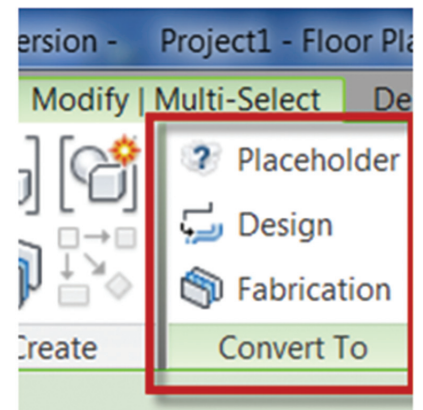 ersion - Project1 - Floor Pla
Modify | Multi-Select De
? Placeholder
Design
Fabrication
Create Convert To